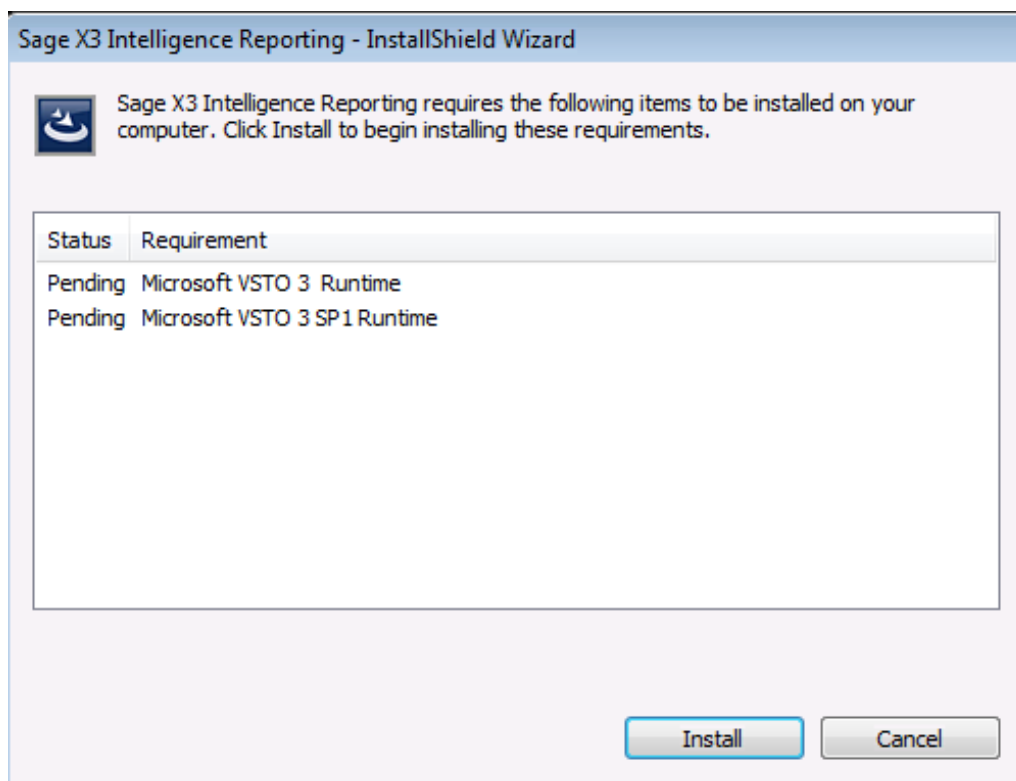 Sage X3 Intelligence Reporting - InstallShield Wizard
Sage X3 Intelligence Reporting requires the following items to be installed on your
computer. Click Install to begin installing these requirements.
Status Requirement
Pending Microsoft VSTO 3 Runtime
Pending Microsoft VSTO 3 SP1 Runtime
Install Cancel